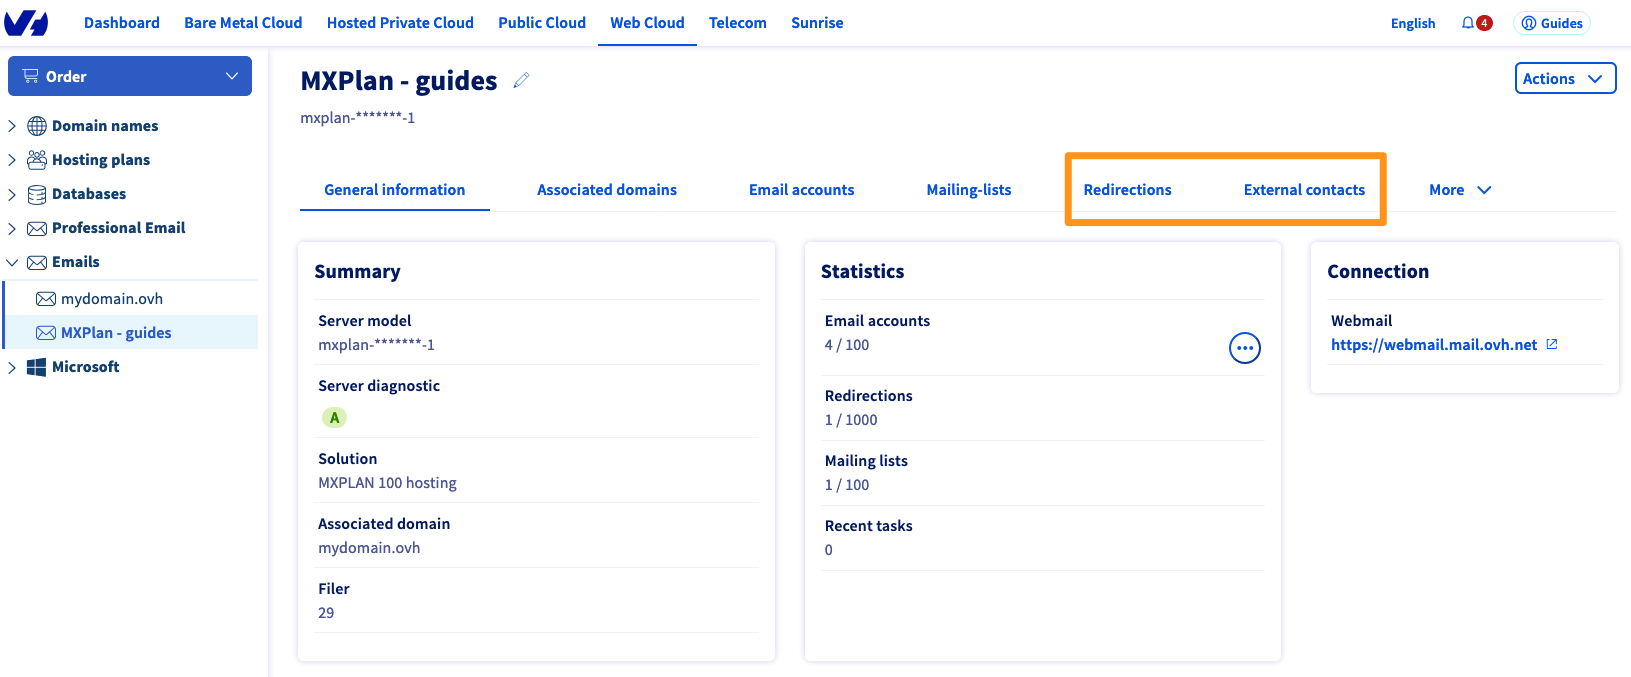 Dashboard Bare Metal Cloud Hosted Private Cloud Public Cloud Web Cloud Telecom Sunrise English 4 Guides
Order
Domain names
Hosting plans
Databases
Professional Email
Emails
mydomain.ovh
MXPlan - guides
Microsoft
MXPlan - guides
Actions
mxplan-*******-1
General information Associated domains Email accounts Mailing-lists Redirections External contacts More
Summary
Server model
mxplan-*******-1
Server diagnostic
A
Solution
MXPLAN 100 hosting
Associated domain
mydomain.ovh
Filer
29
Statistics
Email accounts
4 / 100
Redirections
1 / 1000
Mailing lists
1 / 100
Recent tasks
0
Connection
Webmail
https://webmail.mail.ovh.net